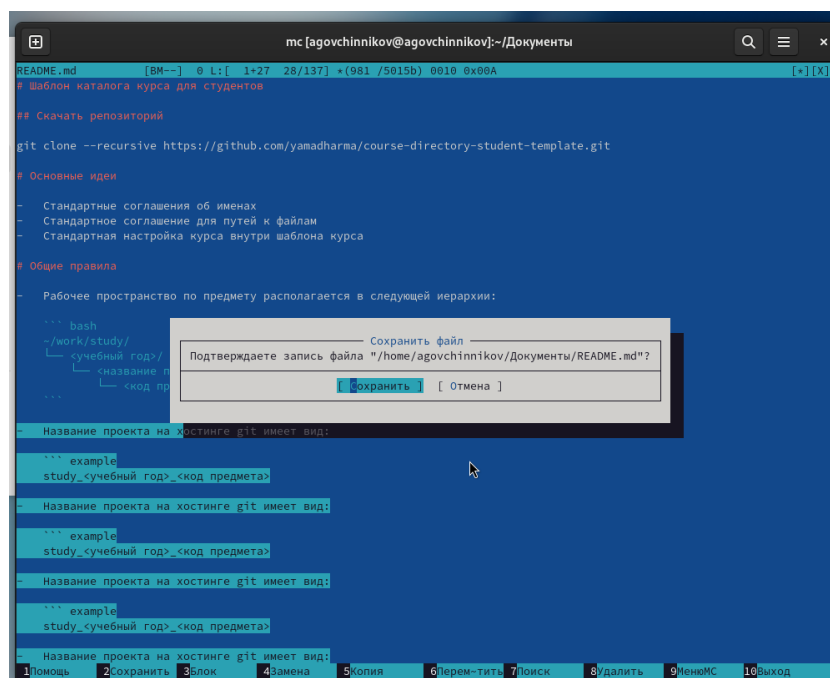 mc [agovchinnikov@agovchinnikov]:~/Документы
README.md [BM--] 0 L:[ 1+27 28/137] *(981 /5015b) 0010 0x00A [*][X]
# Шаблон каталога курса для студентов
## Скачать репозиторий
git clone --recursive https://github.com/yamadharma/course-directory-student-template.git
# Основные идеи
- Стандартные соглашения об именах
- Стандартное соглашение для путей к файлам
- Стандартная настройка курса внутри шаблона курса
# Общие правила
- Рабочее пространство по предмету располагается в следующей иерархии:
``` bash
~/work/study/
Сохранить файл
└── <учебный год>/
Подтверждаете запись файла "/home/agovchinnikov/Документы/README.md"?
└── <название п
└── <код пр
[ Сохранить ] [ Отмена ]
```
- Название проекта на хостинге git имеет вид:
``` example
study_<учебный год>_<код предмета>
- Название проекта на хостинге git имеет вид:
``` example
study_<учебный год>_<код предмета>
- Название проекта на хостинге git имеет вид:
``` example
study_<учебный год>_<код предмета>
- Название проекта на хостинге git имеет вид:
1Помощь 2Сохранить 3Блок 4Замена 5Копия 6Перем~тить 7Поиск 8Удалить 9МенюMC 10Выход